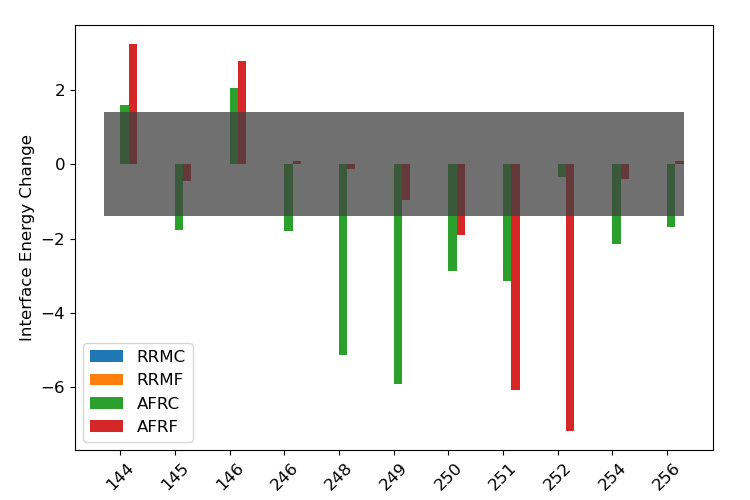 Interface Energy Change
2
0
−2
−4
−6
RRMC
RRMF
AFRC
AFRF
144 145 146 246 248 249 250 251 252 254 256